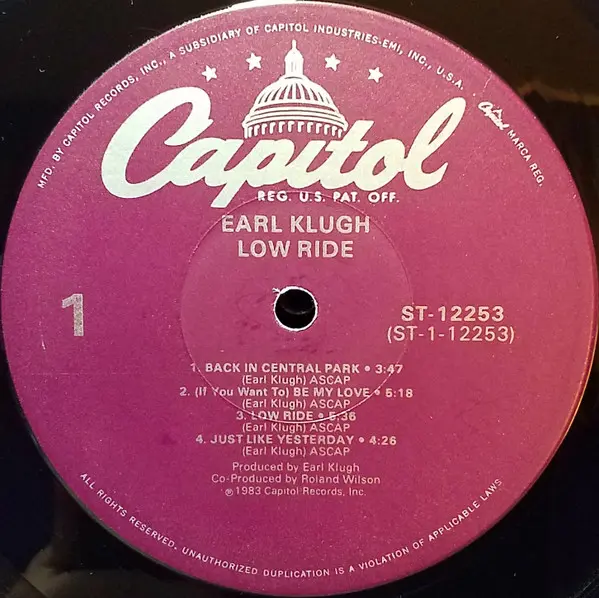 MFD. BY CAPITOL RECORDS, INC., A SUBSIDIARY OF CAPITOL INDUSTRIES-EMI, INC., U.S.A.
Capitol MARCA REG.
Capitol
REG. U.S. PAT. OFF.
EARL KLUGH
LOW RIDE
1
ST-12253
(ST-1-12253)
1. BACK IN CENTRAL PARK • 3:47
(Earl Klugh) ASCAP
2. (If You Want To) BE MY LOVE • 5:18
(Earl Klugh) ASCAP
3. LOW RIDE • 5:36
(Earl Klugh) ASCAP
4. JUST LIKE YESTERDAY • 4:26
(Earl Klugh) ASCAP
Produced by Earl Klugh
Co-Produced by Roland Wilson
℗1983 Capitol Records, Inc.
ALL RIGHTS RESERVED. UNAUTHORIZED DUPLICATION IS A VIOLATION OF APPLICABLE LAWS